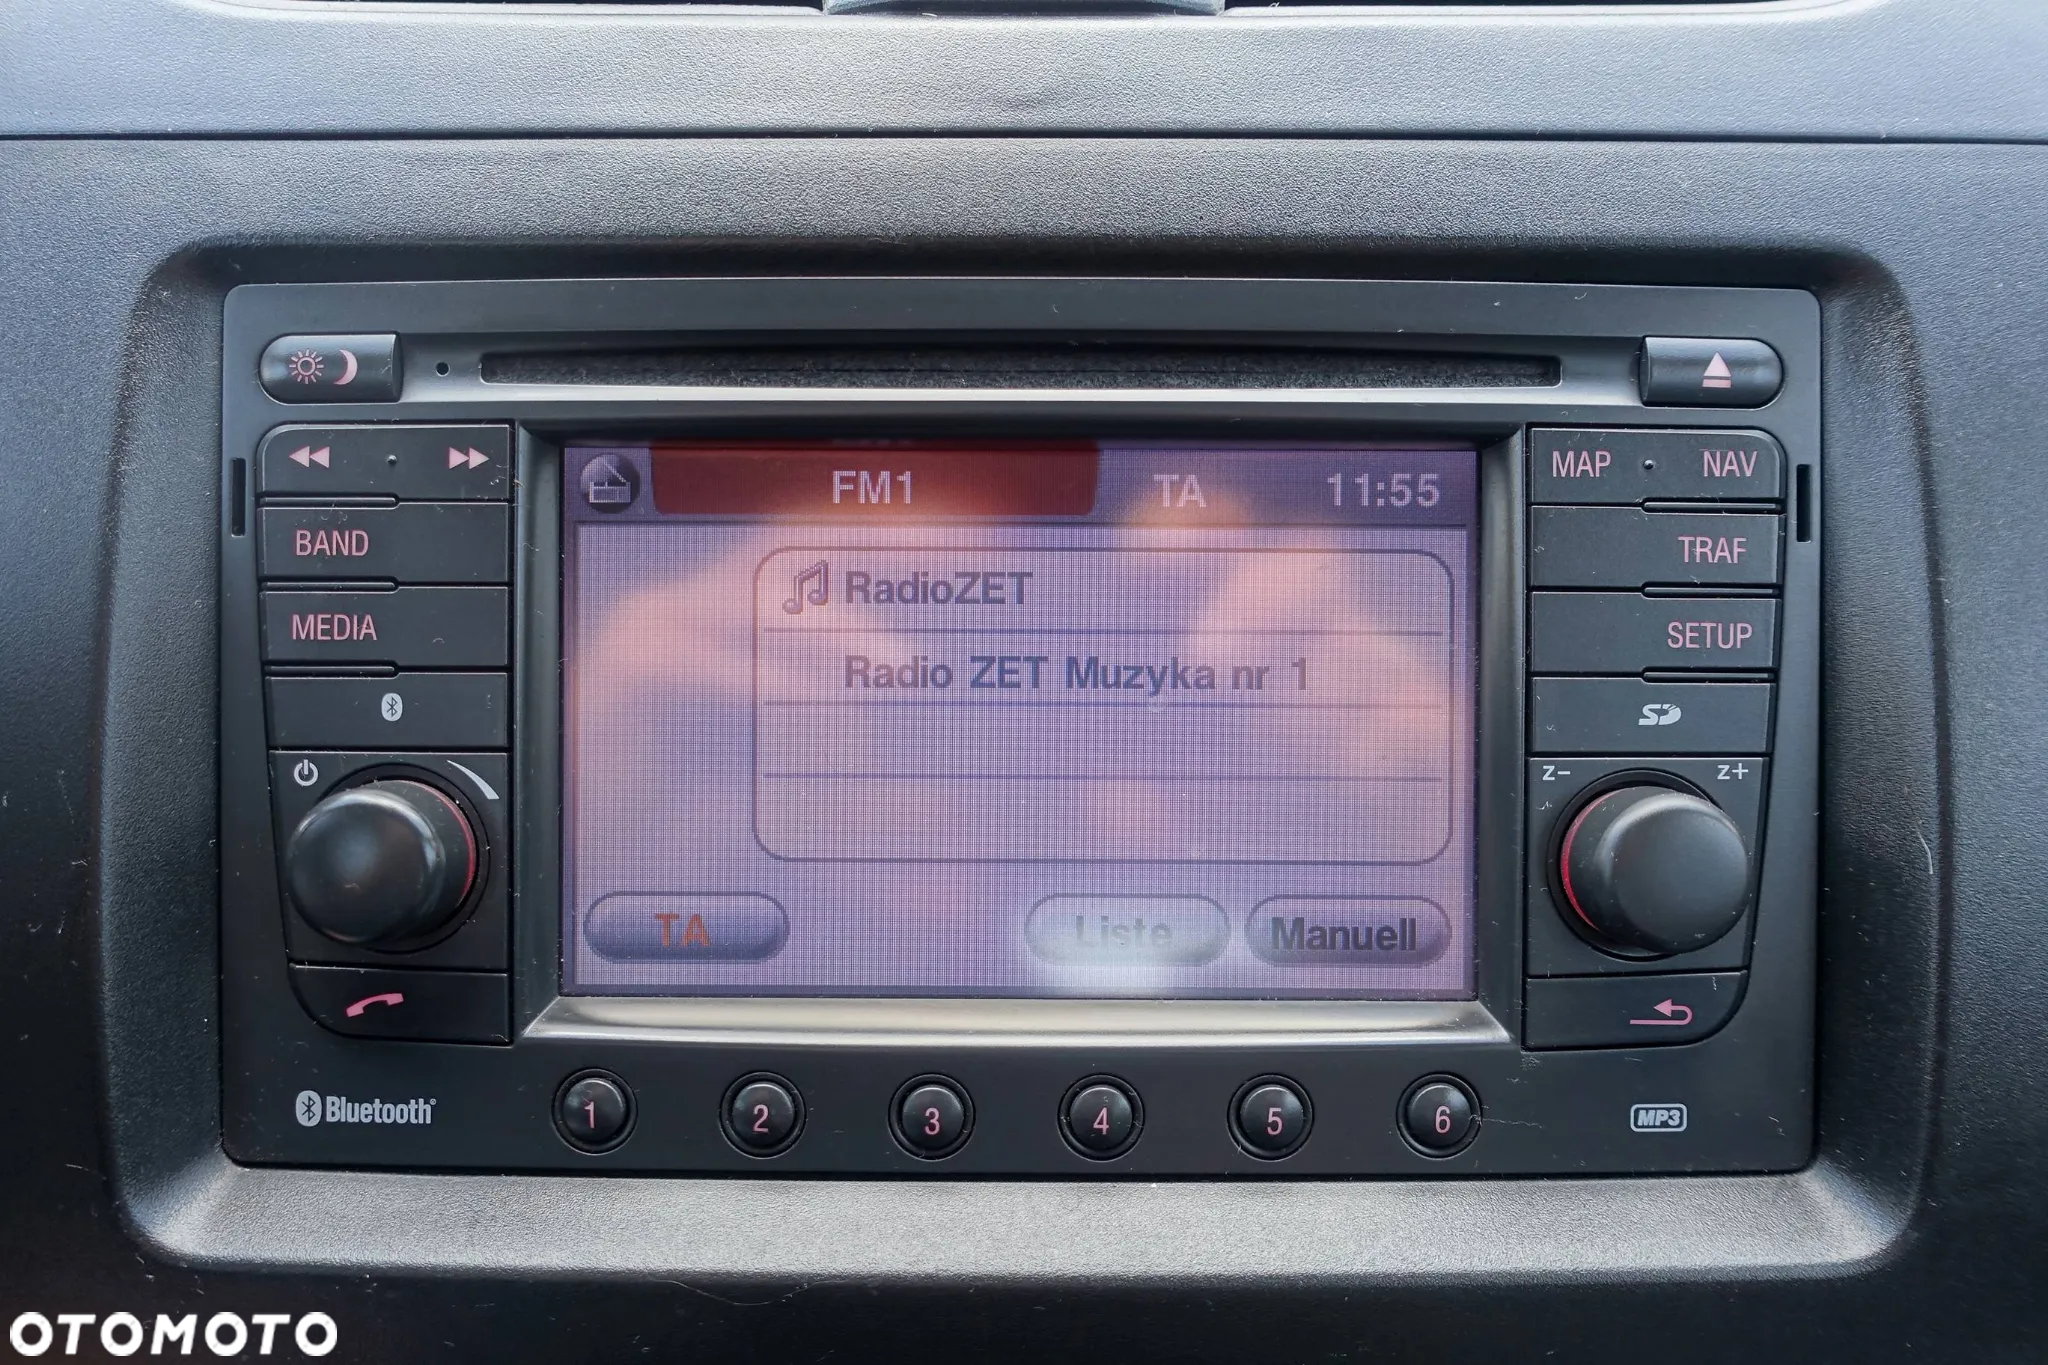 FM1 TA 11:55
MAP NAV
BAND
TRAF
RadioZET
MEDIA
SETUP
Radio ZET Muzyka nr 1
SD
z- z+
TA Liste Manuell
Bluetooth®
1 2 3 4 5 6
MP3
OTOMOTO